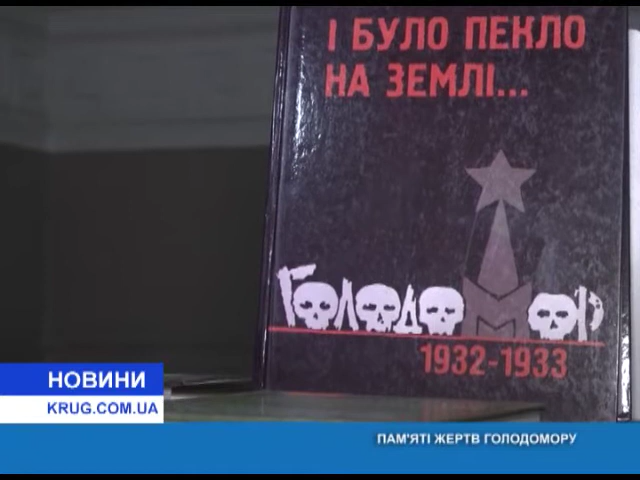 І БУЛО ПЕКЛО
НА ЗЕМЛІ...
Голодомор
1932-1933
НОВИНИ
KRUG.COM.UA
ПАМ'ЯТІ ЖЕРТВ ГОЛОДОМОРУ